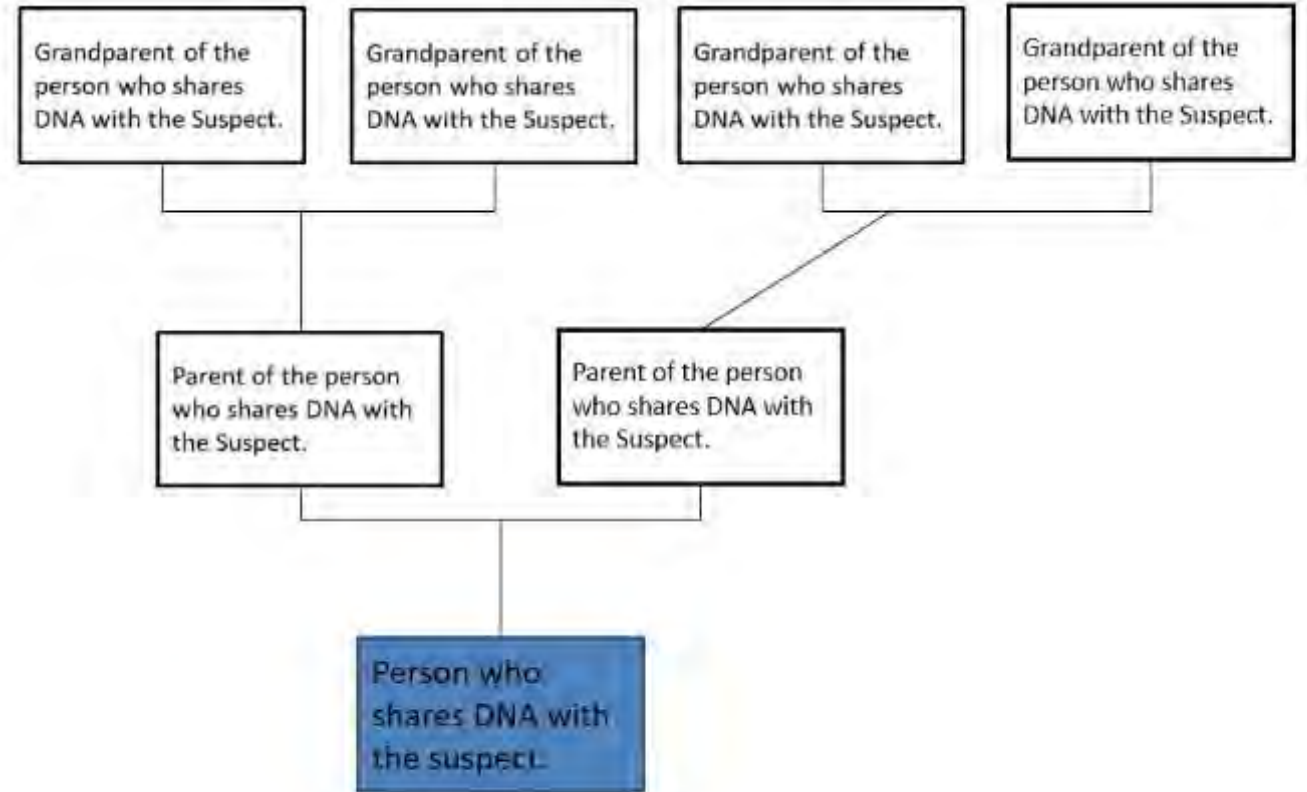 Grandparent of the
person who shares
DNA with the Suspect.
Grandparent of the
person who shares
DNA with the Suspect.
Grandparent of the
person who shares
DNA with the Suspect.
Grandparent of the
person who shares
DNA with the Suspect.
Parent of the person
who shares DNA with
the Suspect.
Parent of the person
who shares DNA with
the Suspect.
Person who
shares DNA with
the suspect.